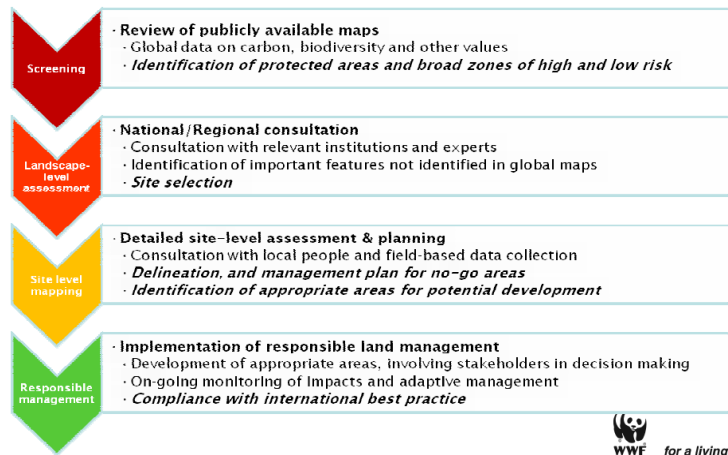 Screening
· Review of publicly available maps
· Global data on carbon, biodiversity and other values
· Identification of protected areas and broad zones of high and low risk
Landscape-
level
assessment
· National/Regional consultation
· Consultation with relevant institutions and experts
· Identification of important features not identified in global maps
· Site selection
Site level
mapping
· Detailed site-level assessment & planning
· Consultation with local people and field-based data collection
· Delineation, and management plan for no-go areas
· Identification of appropriate areas for potential development
Responsible
management
· Implementation of responsible land management
· Development of appropriate areas, involving stakeholders in decision making
· On-going monitoring of impacts and adaptive management
· Compliance with international best practice
WWF
for a living